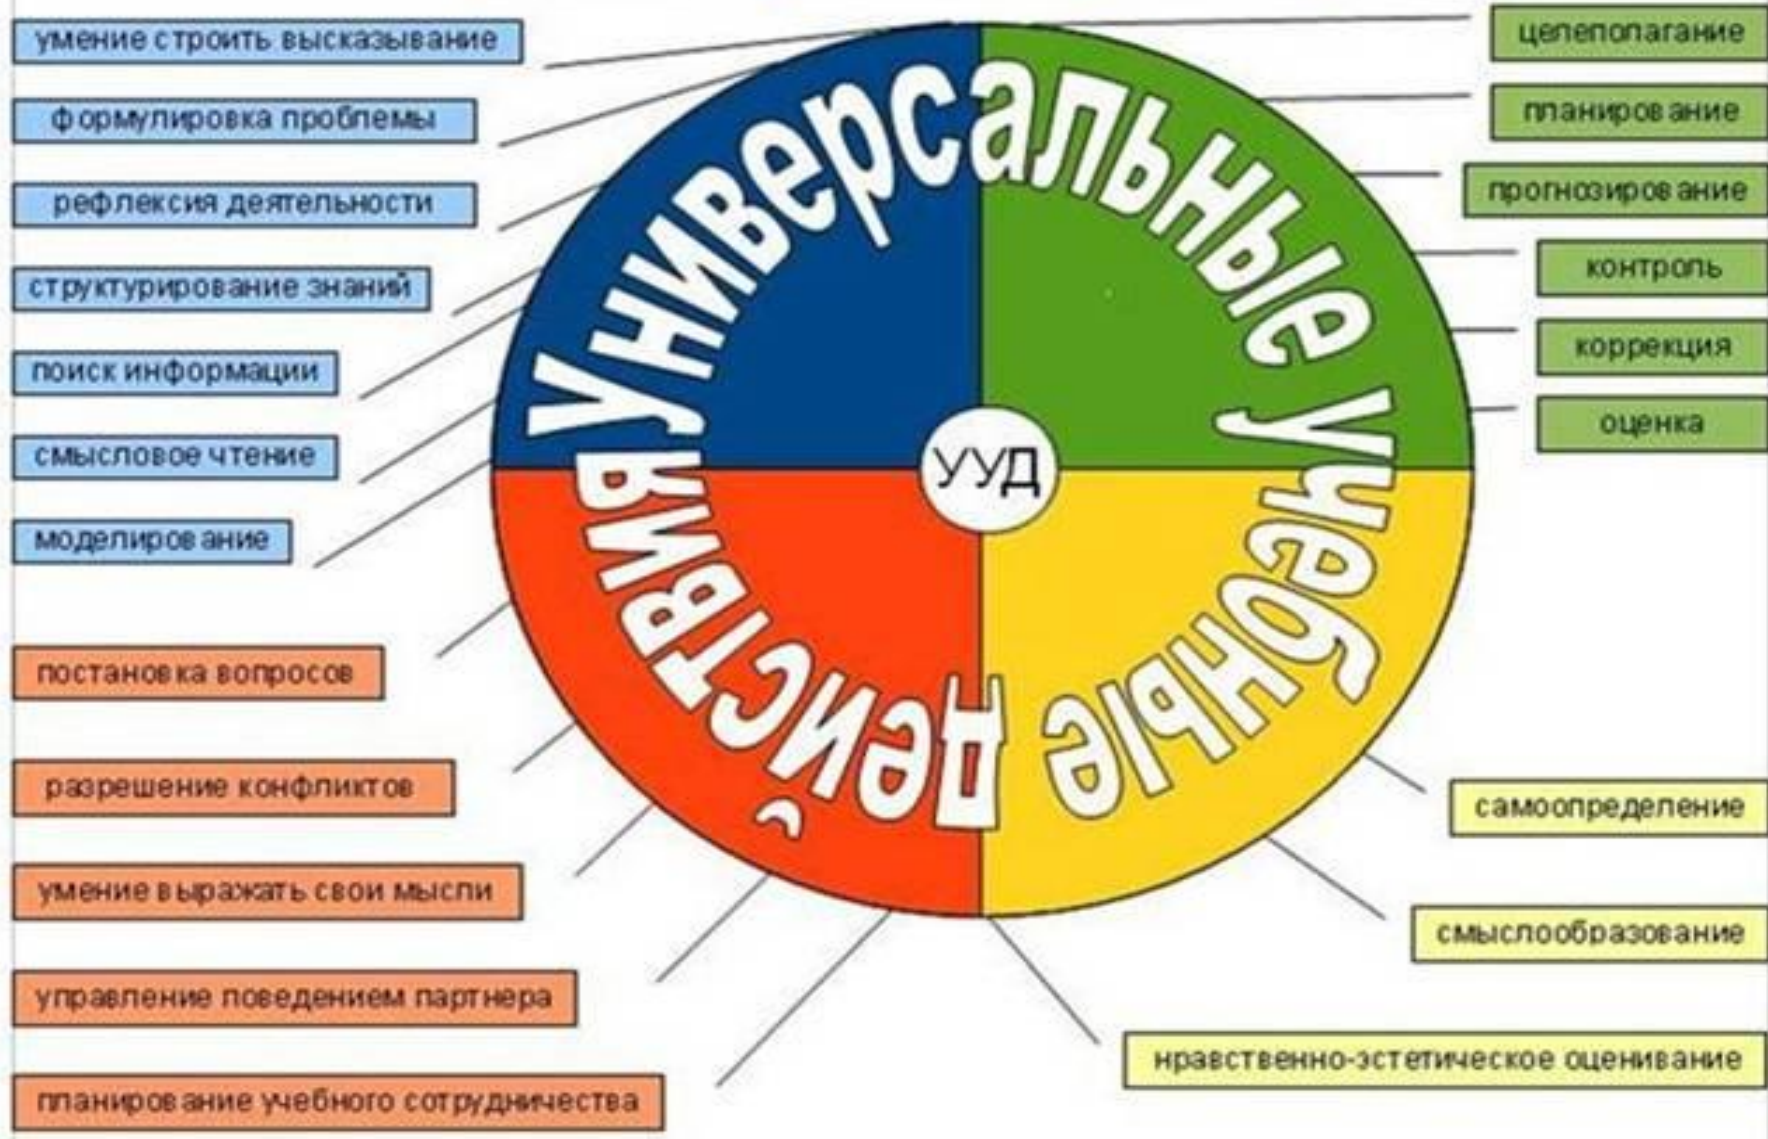 умение строить высказывание
формулировка проблемы
рефлексия деятельности
структурирование знаний
поиск информации
смысловое чтение
моделирование
постановка вопросов
разрешение конфликтов
умение выражать свои мысли
управление поведением партнера
планирование учебного сотрудничества
Универсальные учебные действия
УУД
целеполагание
планирование
прогнозирование
контроль
коррекция
оценка
самоопределение
смыслообразование
нравственно-эстетическое оценивание